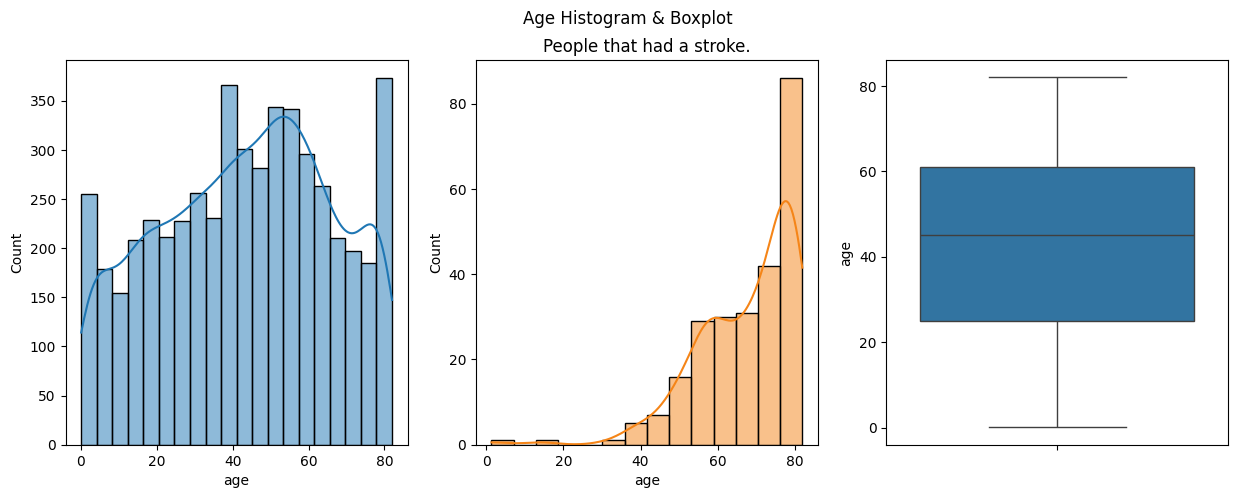 Age Histogram & Boxplot
People that had a stroke.
Count
350
300
250
200
150
100
50
0
0 20 40 60 80
age
Count
80
60
40
20
0
0 20 40 60 80
age
age
80
60
40
20
0